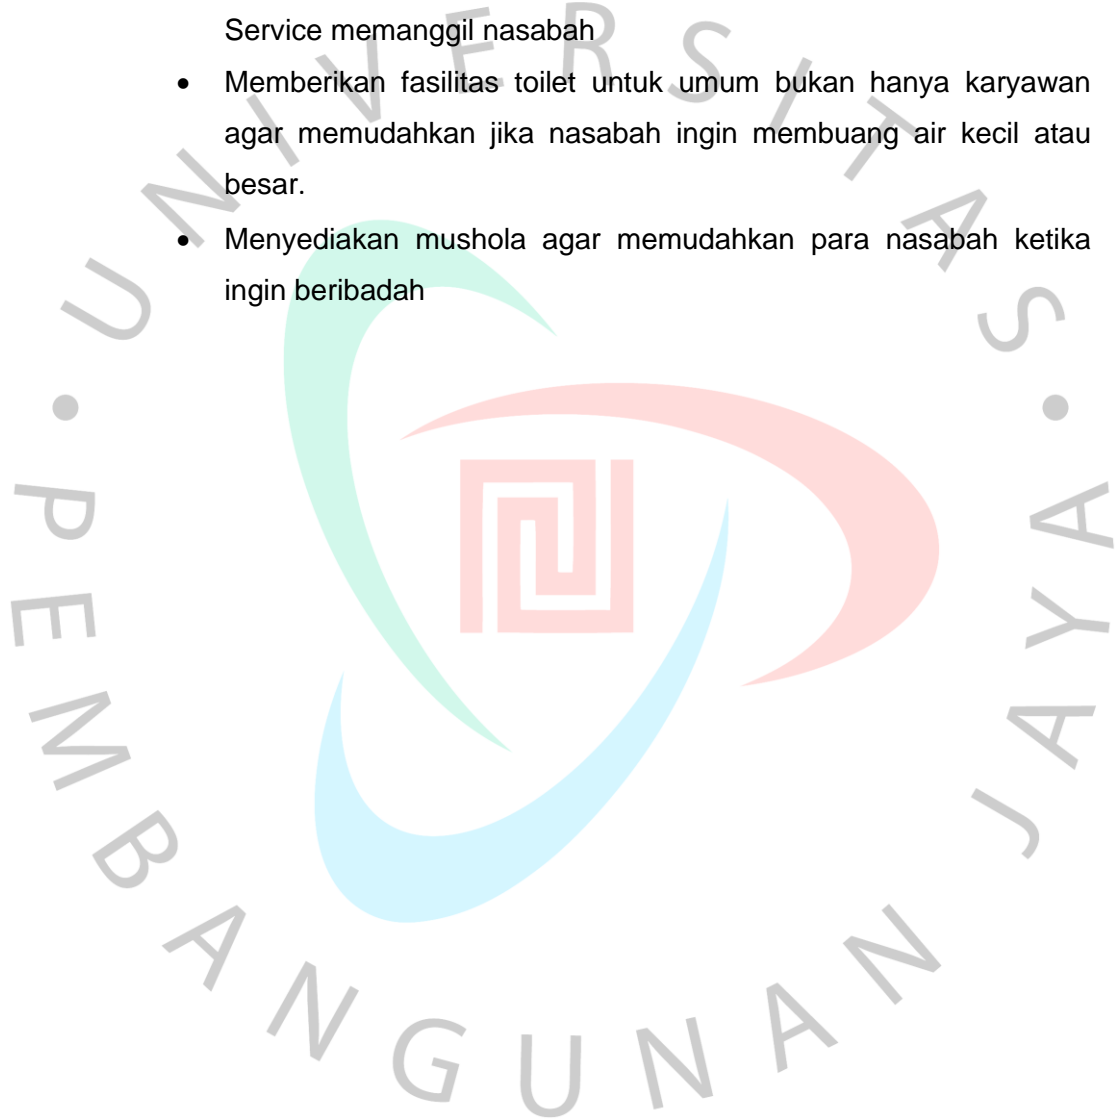 Service memanggil nasabah
• Memberikan fasilitas toilet untuk umum bukan hanya karyawan
agar memudahkan jika nasabah ingin membuang air kecil atau
besar.
• Menyediakan mushola agar memudahkan para nasabah ketika
ingin beribadah
UNIVERSITAS • PEMBANGUNAN JAYA •